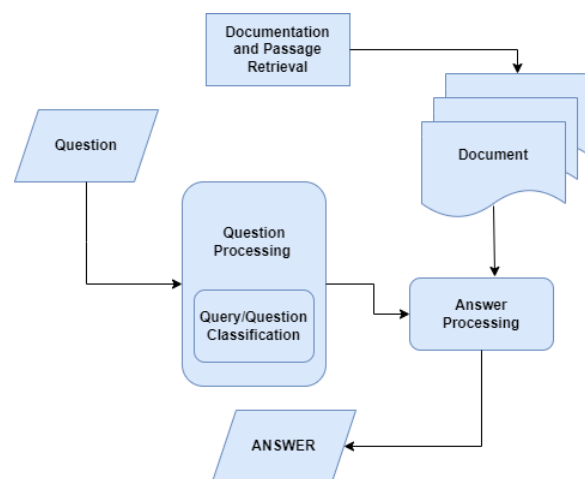 Documentation
and Passage
Retrieval
Question
Document
Question
Processing
Query/Question
Classification
Answer
Processing
ANSWER